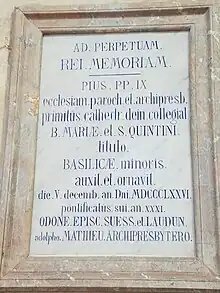 AD. PERPETUAM.
REI. MEMORIAM.
PIUS. PP. IX
ecclesiam. paroch. et. archipresb.
primitus cathedr. dein collegial
B. MARIÆ. et. S. QUINTINI.
titulo.
BASILICÆ minoris.
auxit. et. ornavit.
die. V. decemb. an. Dni. MDCCCLXXVI.
pontificatus. sui. an. XXXI.
ODONE. EPISC. SUESS. et. LAUDUN.
adolpho. MATHIEU. ARCHIPRESBYTERO.